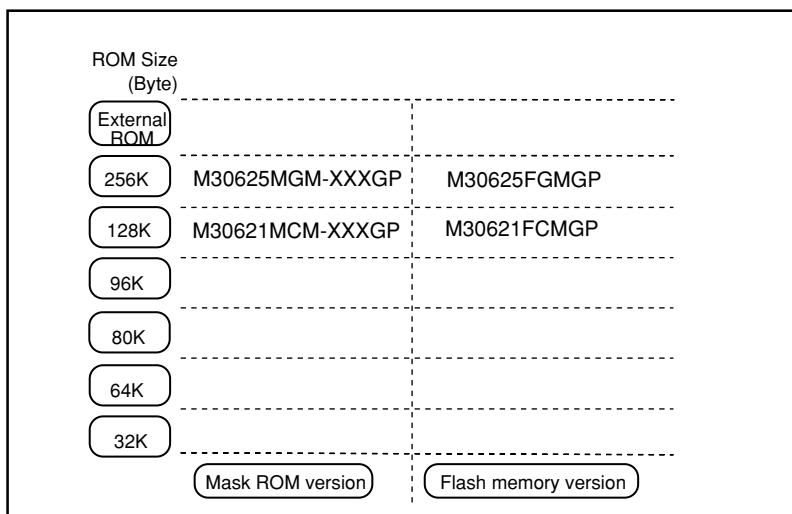 ROM Size
(Byte)
External
ROM
256K M30625MGM-XXXGP M30625FGMGP
128K M30621MCM-XXXGP M30621FCMGP
96K
80K
64K
32K
Mask ROM version Flash memory version